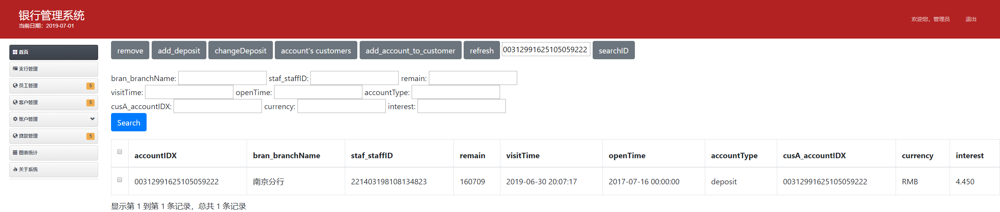 银行管理系统
当前日期：2019-07-01
欢迎您，管理员 退出
首页
支行管理
员工管理 5
客户管理 5
账户管理
贷款管理 5
图表统计
关于系统
remove add_deposit changeDeposit account's customers add_account_to_customer refresh 00312991625105059222 searchID
bran_branchName: staf_staffID: remain:
visitTime: openTime: accountType:
cusA_accountIDX: currency: interest:
Search
accountIDX bran_branchName staf_staffID remain visitTime openTime accountType cusA_accountIDX currency interest
00312991625105059222 南京分行 221403198108134823 160709 2019-06-30 20:07:17 2017-07-16 00:00:00 deposit 00312991625105059222 RMB 4.450
显示第 1 到第 1 条记录，总共 1 条记录